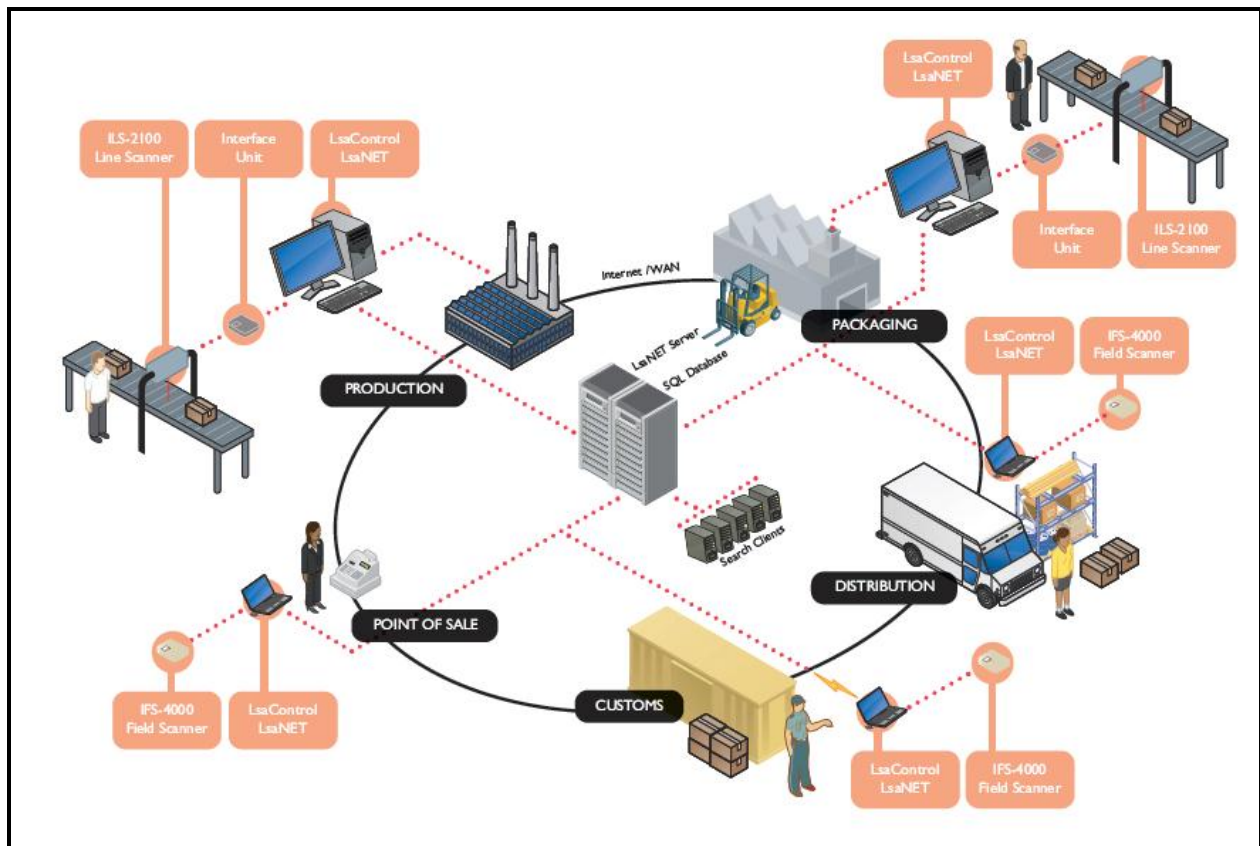 LsaControl
LsaNET
ILS-2100
Line Scanner
Interface
Unit
LsaControl
LsaNET
Interface
Unit
ILS-2100
Line Scanner
Internet /WAN
PACKAGING
LsaNET Server
SQL Database
LsaControl
LsaNET
IFS-4000
Field Scanner
PRODUCTION
Search Clients
DISTRIBUTION
POINT OF SALE
IFS-4000
Field Scanner
LsaControl
LsaNET
CUSTOMS
LsaControl
LsaNET
IFS-4000
Field Scanner